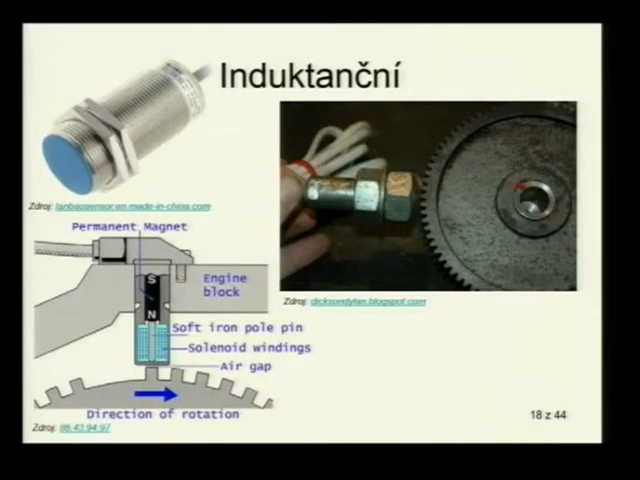 Induktanční
Zdroj: lanbaosensor.en.made-in-china.com
Permanent Magnet
S
N
Engine
block
Soft iron pole pin
Solenoid windings
Air gap
Direction of rotation
Zdroj: 86.43.94.97
Zdroj: dicksondylan.blogspot.com
18 z 44